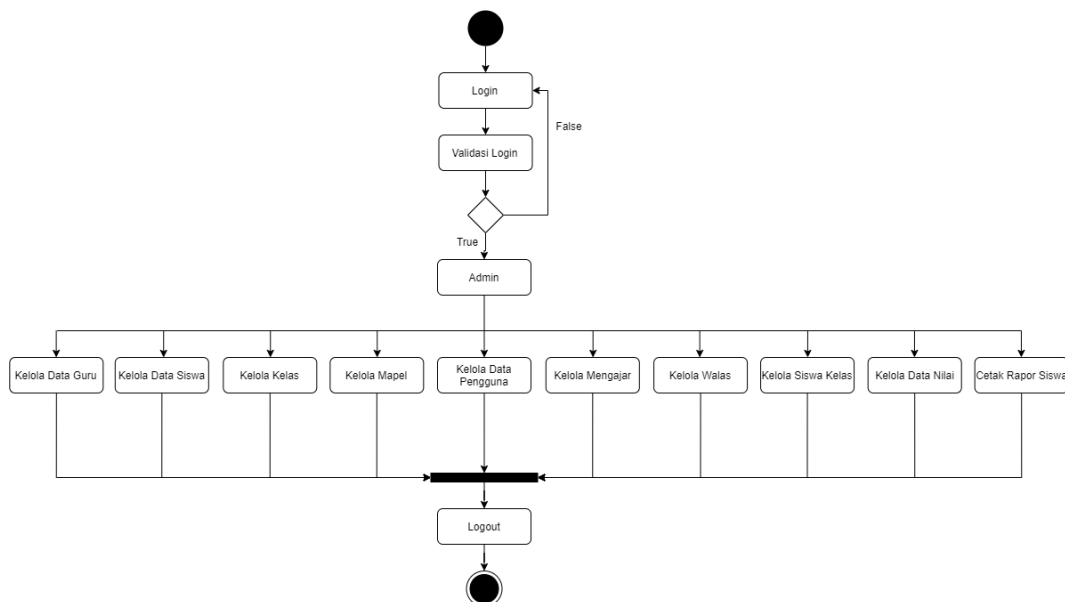 Login
False
Validasi Login
True
Admin
Kelola Data Guru
Kelola Data Siswa
Kelola Kelas
Kelola Mapel
Kelola Data
Pengguna
Kelola Mengajar
Kelola Walas
Kelola Siswa Kelas
Kelola Data Nilai
Cetak Rapor Siswa
Logout